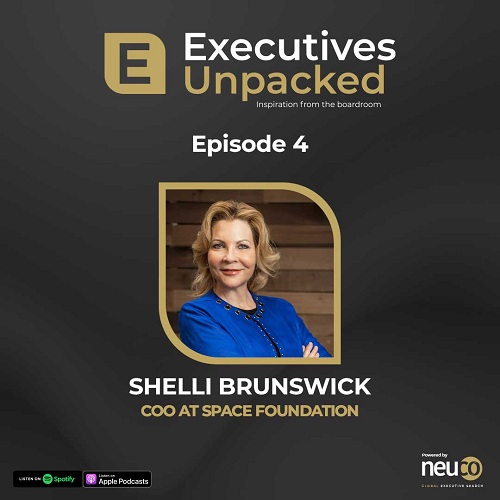 E
Executives
Unpacked
Inspiration from the boardroom
Episode 4
SHELLI BRUNSWICK
COO AT SPACE FOUNDATION
LISTEN ON Spotify
Listen on
Apple Podcasts
Powered by
neuco
GLOBAL EXECUTIVE SEARCH